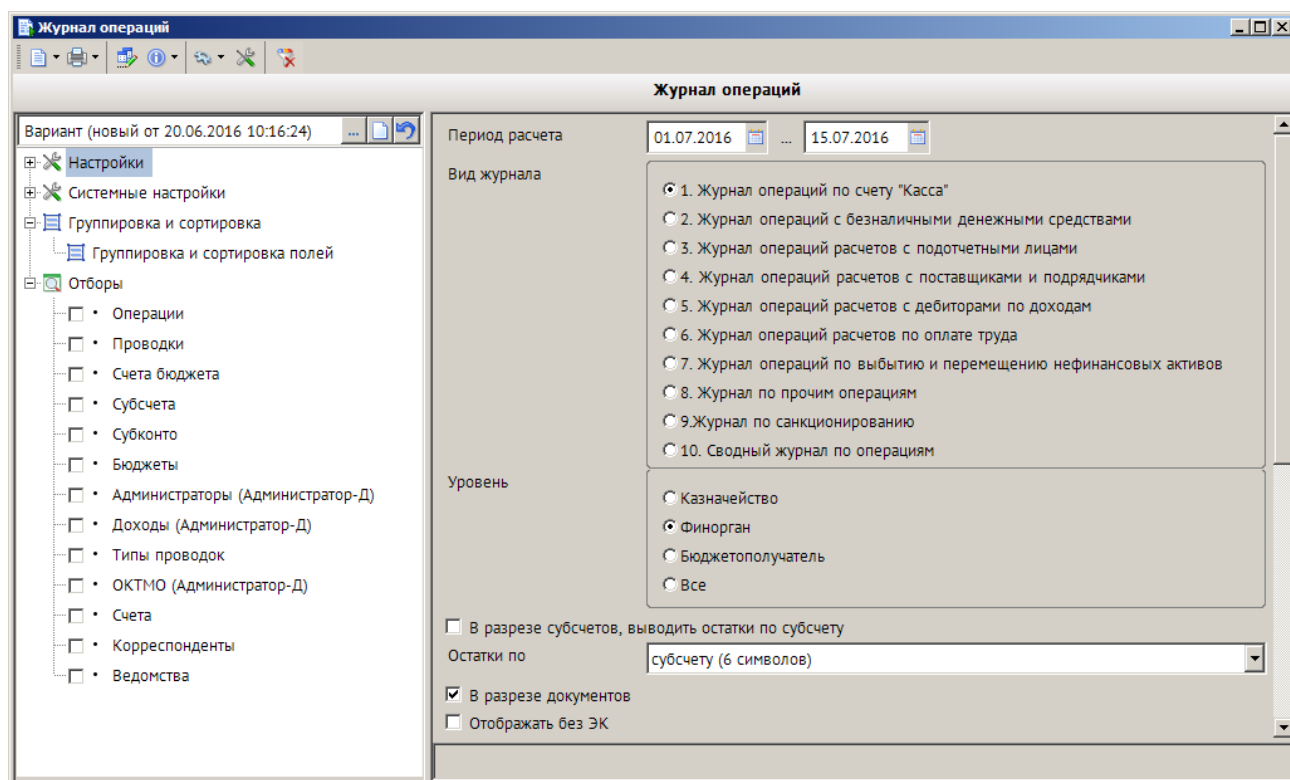 Журнал операций
Журнал операций
Вариант (новый от 20.06.2016 10:16:24) ...
Настройки
Системные настройки
Группировка и сортировка
Группировка и сортировка полей
Отборы
Операции
Проводки
Счета бюджета
Субсчета
Субконто
Бюджеты
Администраторы (Администратор-Д)
Доходы (Администратор-Д)
Типы проводок
ОКТМО (Администратор-Д)
Счета
Корреспонденты
Ведомства
Период расчета 01.07.2016 ... 15.07.2016
Вид журнала
1. Журнал операций по счету "Касса"
2. Журнал операций с безналичными денежными средствами
3. Журнал операций расчетов с подотчетными лицами
4. Журнал операций расчетов с поставщиками и подрядчиками
5. Журнал операций расчетов с дебиторами по доходам
6. Журнал операций расчетов по оплате труда
7. Журнал операций по выбытию и перемещению нефинансовых активов
8. Журнал по прочим операциям
9.Журнал по санкционированию
10. Сводный журнал по операциям
Уровень
Казначейство
Финорган
Бюджетополучатель
Все
В разрезе субсчетов, выводить остатки по субсчету
Остатки по субсчету (6 символов)
В разрезе документов
Отображать без ЭК